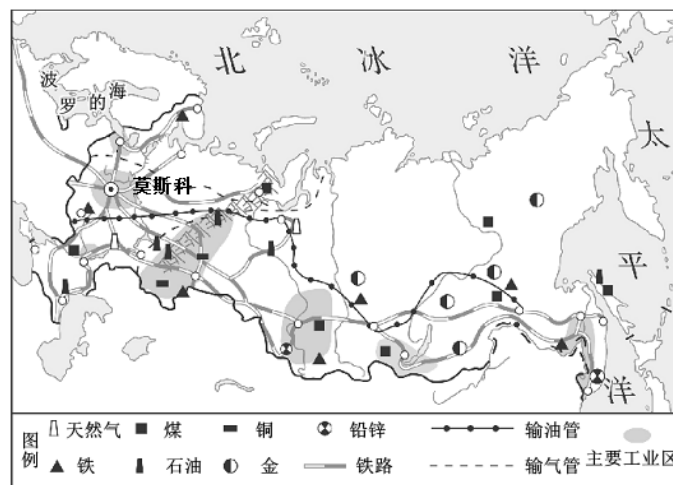 北冰洋
波罗的海
太平洋
莫斯科
图例
天然气 煤 铜 铅锌 输油管
铁 石油 金 铁路 输气管 主要工业区